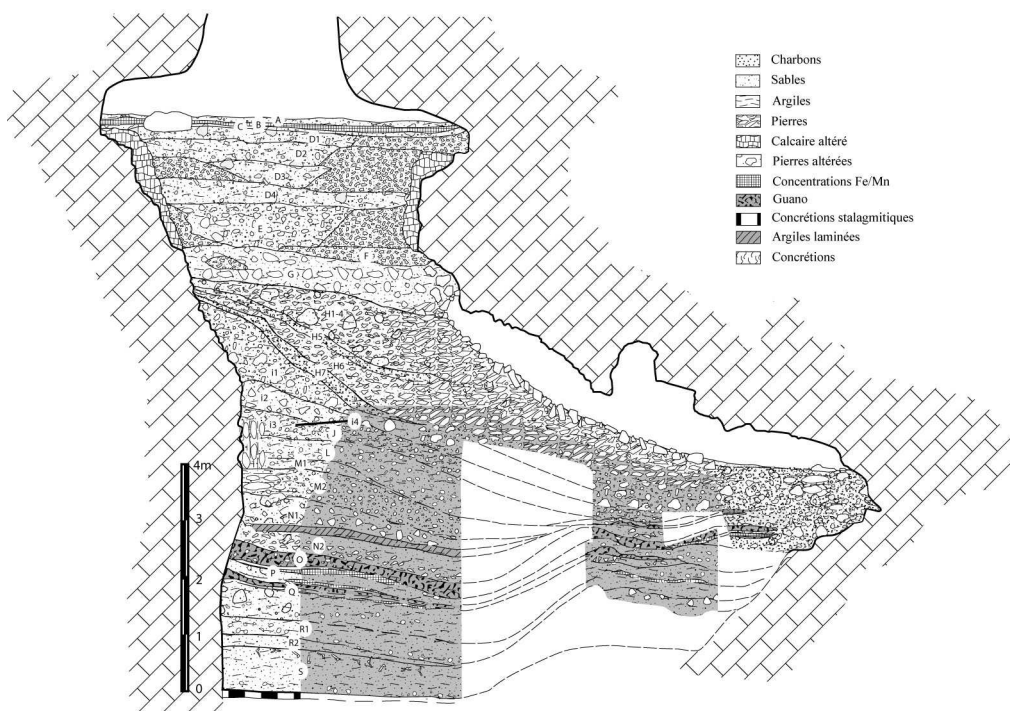 Charbons
Sables
Argiles
Pierres
Calcaire altéré
Pierres altérées
Concentrations Fe/Mn
Guano
Concrétions stalagmitiques
Argiles laminées
Concrétions
A
C B
D1
D2
D3
D4
E
F
G
H1-4
H5
H6
H7
I1
I2
I3
i4
J
L
M1
M2
N1
N2
O
P
Q
R1
R2
S
4m
3
2
1
0